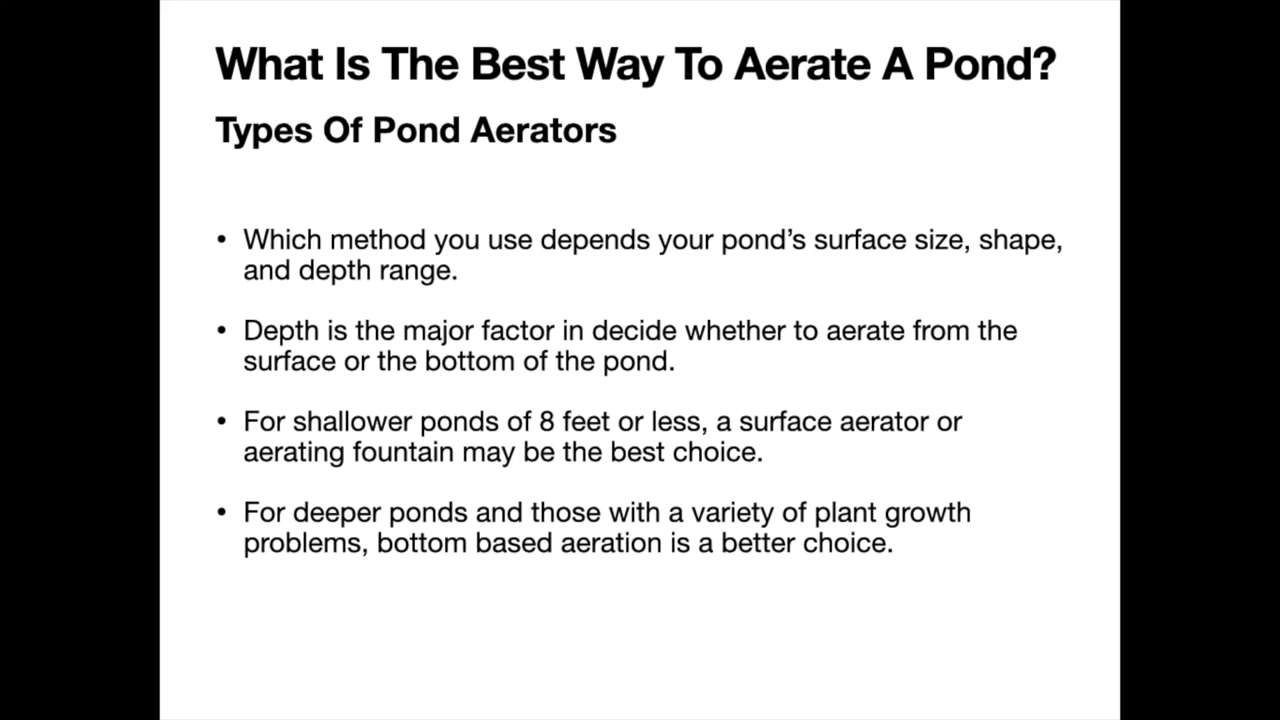 What Is The Best Way To Aerate A Pond?
Types Of Pond Aerators
• Which method you use depends your pond’s surface size, shape,
and depth range.
• Depth is the major factor in decide whether to aerate from the
surface or the bottom of the pond.
• For shallower ponds of 8 feet or less, a surface aerator or
aerating fountain may be the best choice.
• For deeper ponds and those with a variety of plant growth
problems, bottom based aeration is a better choice.